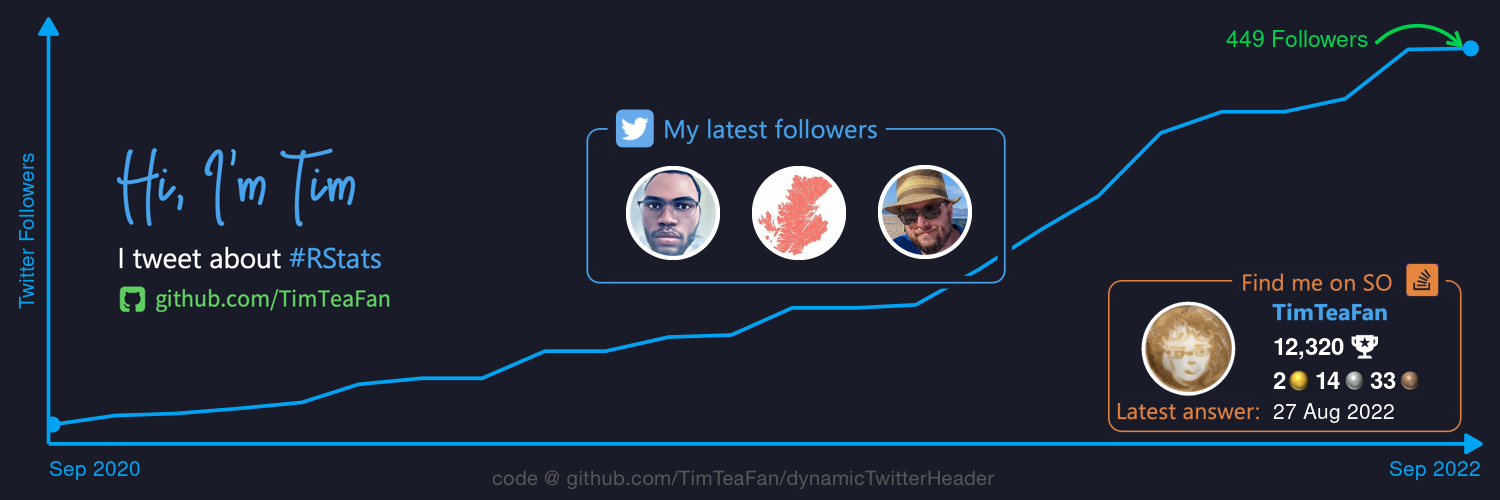 449 Followers
Twitter Followers
Hi, I'm Tim
I tweet about #RStats
github.com/TimTeaFan
My latest followers
Find me on SO
TimTeaFan
12,320
2 14 33
Latest answer: 27 Aug 2022
Sep 2020
Sep 2022
code @ github.com/TimTeaFan/dynamicTwitterHeader